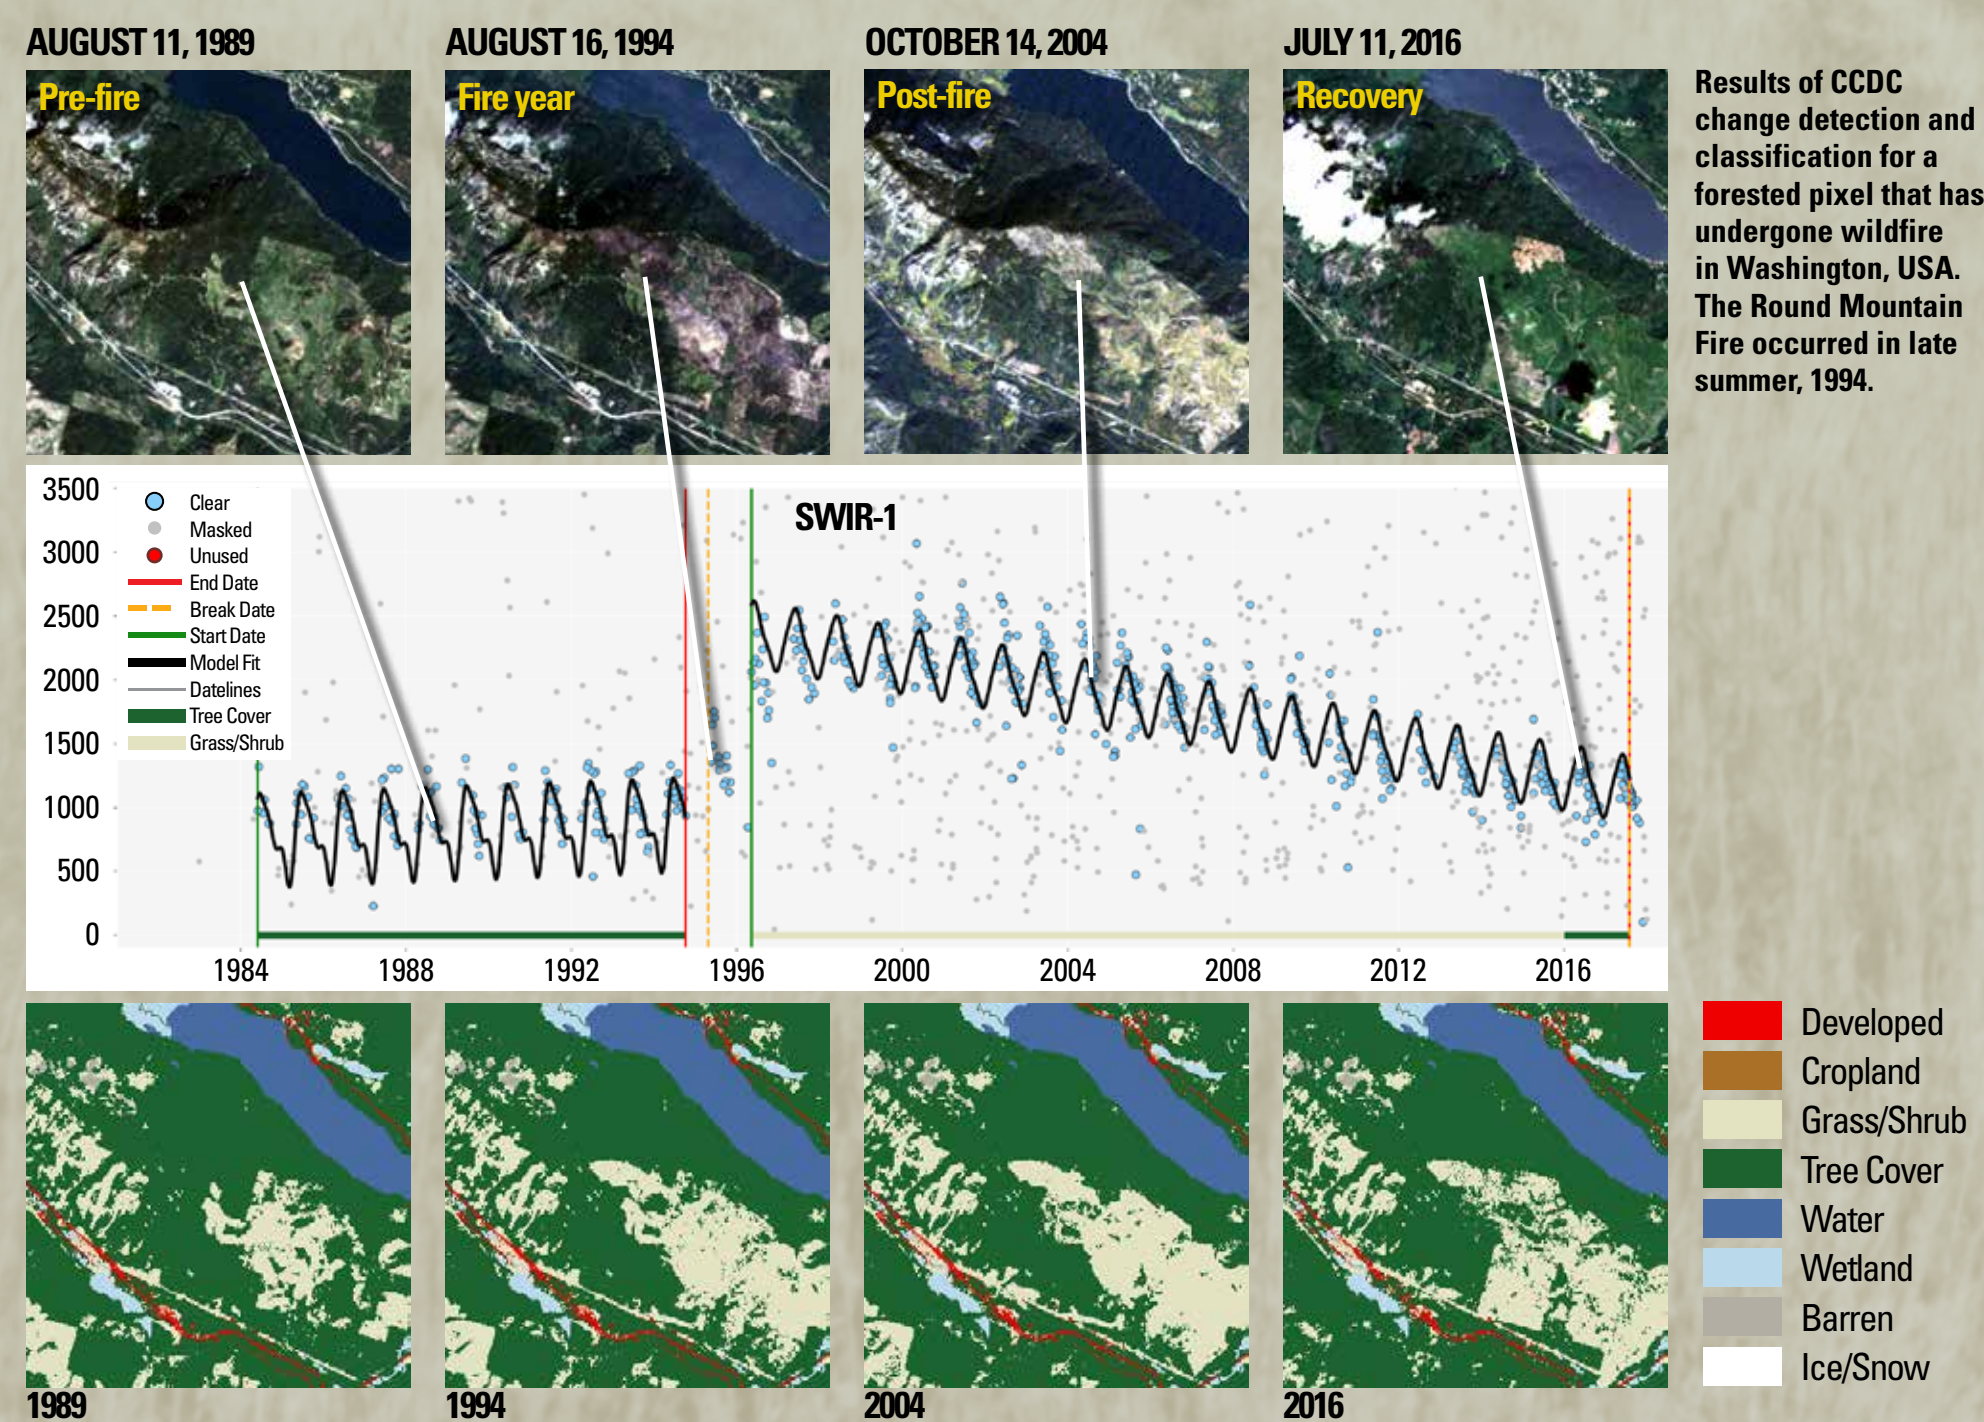 AUGUST 11, 1989
AUGUST 16, 1994
OCTOBER 14, 2004
JULY 11, 2016
Pre-fire
Fire year
Post-fire
Recovery
Results of CCDC
change detection and
classification for a
forested pixel that has
undergone wildfire
in Washington, USA.
The Round Mountain
Fire occurred in late
summer, 1994.
3500
3000
2500
2000
1500
1000
500
0
Clear
Masked
Unused
End Date
Break Date
Start Date
Model Fit
Datelines
Tree Cover
Grass/Shrub
SWIR-1
1984
1988
1992
1996
2000
2004
2008
2012
2016
Developed
Cropland
Grass/Shrub
Tree Cover
Water
Wetland
Barren
Ice/Snow
1989
1994
2004
2016